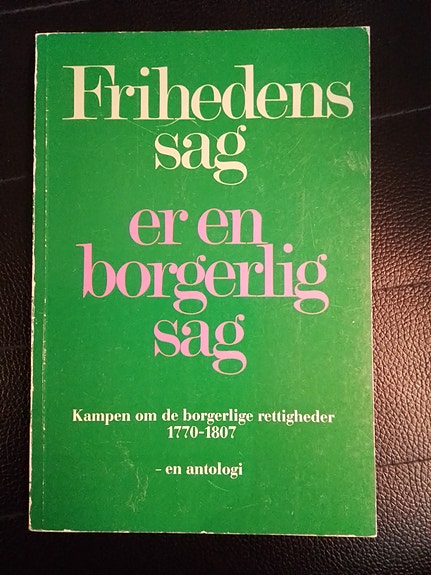 Frihedens
sag
er en
borgerlig
sag
Kampen om de borgerlige rettigheder
1770-1807
- en antologi